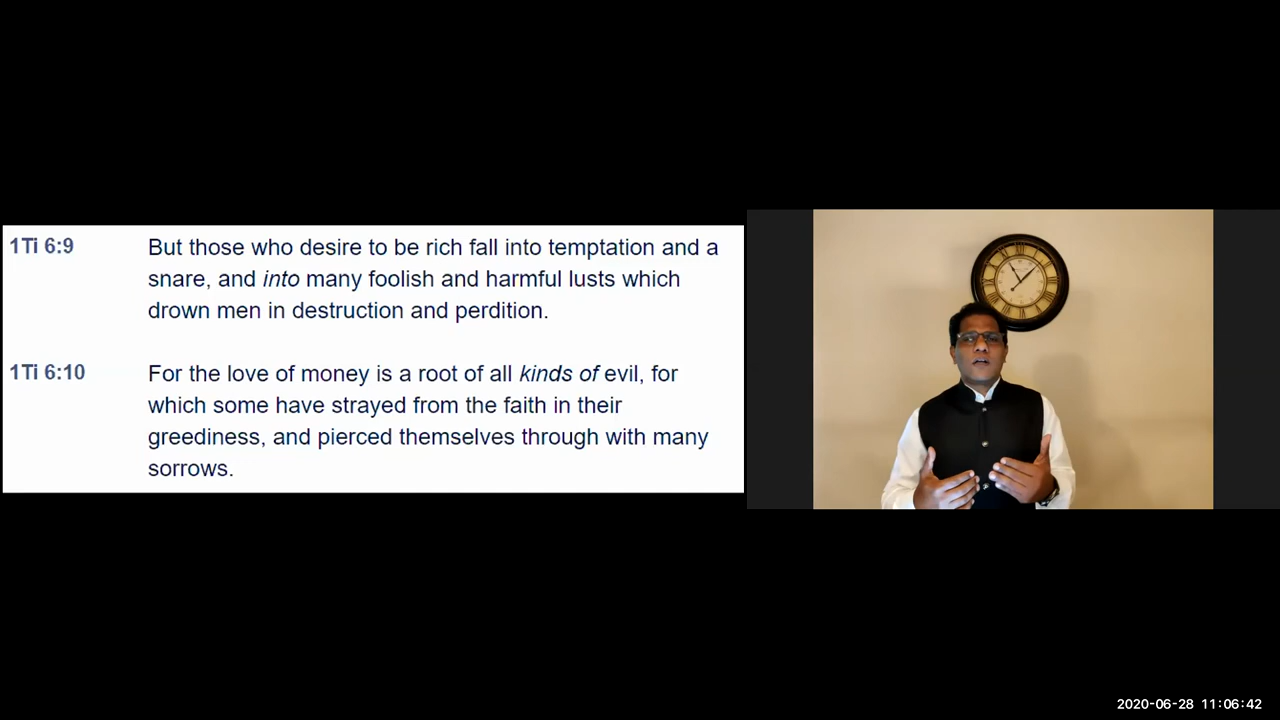 1Ti 6:9 But those who desire to be rich fall into temptation and a
snare, and into many foolish and harmful lusts which
drown men in destruction and perdition.
1Ti 6:10 For the love of money is a root of all kinds of evil, for
which some have strayed from the faith in their
greediness, and pierced themselves through with many
sorrows.
2020-06-28 11:06:42